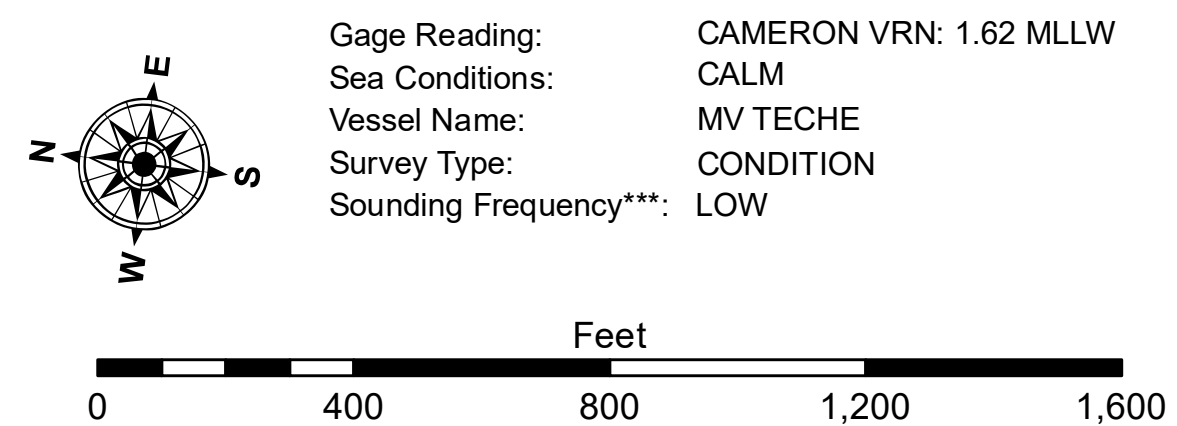 E
N
S
W
Gage Reading: CAMERON VRN: 1.62 MLLW
Sea Conditions: CALM
Vessel Name: MV TECHE
Survey Type: CONDITION
Sounding Frequency***: LOW
Feet
0 400 800 1,200 1,600